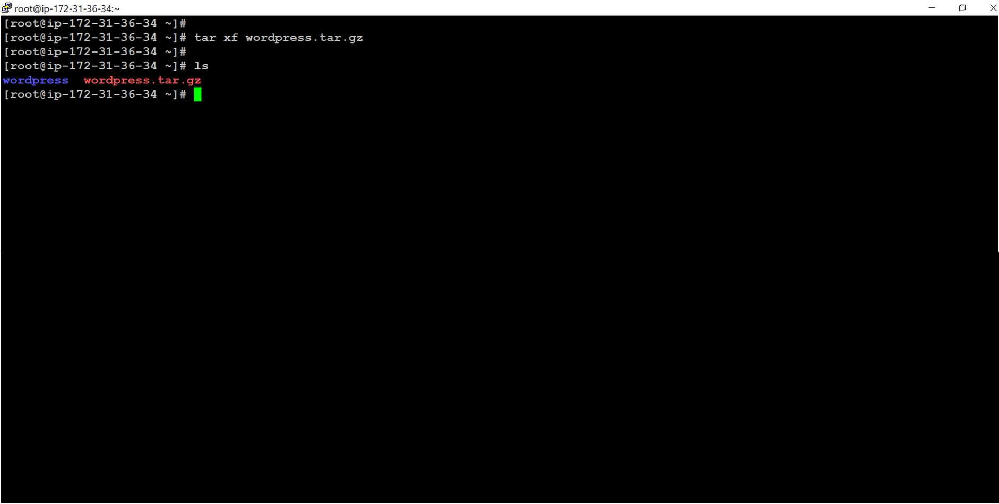 root@ip-172-31-36-34:~
[root@ip-172-31-36-34 ~]#
[root@ip-172-31-36-34 ~]# tar xf wordpress.tar.gz
[root@ip-172-31-36-34 ~]#
[root@ip-172-31-36-34 ~]# ls
wordpress  wordpress.tar.gz
[root@ip-172-31-36-34 ~]#